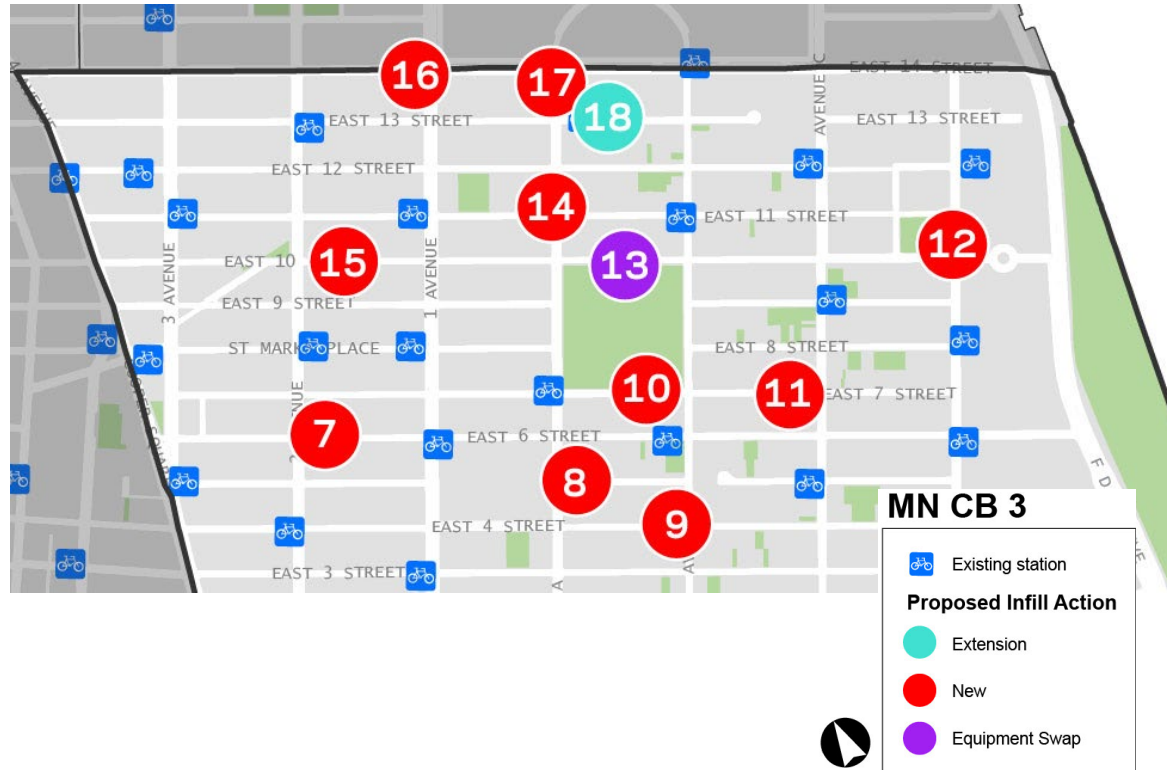 16
17
EAST 14 STREET
18
EAST 13 STREET
AVENUE C
EAST 13 STREET
EAST 12 STREET
14
EAST 11 STREET
12
15
EAST 10
13
3 AVENUE
1 AVENUE
EAST 9 STREET
ST MARK PLACE
EAST 8 STREET
10
11
EAST 7 STREET
7
EAST 6 STREET
8
9
EAST 4 STREET
EAST 3 STREET
A
AV
F D
MN CB 3
Existing station
Proposed Infill Action
Extension
New
Equipment Swap